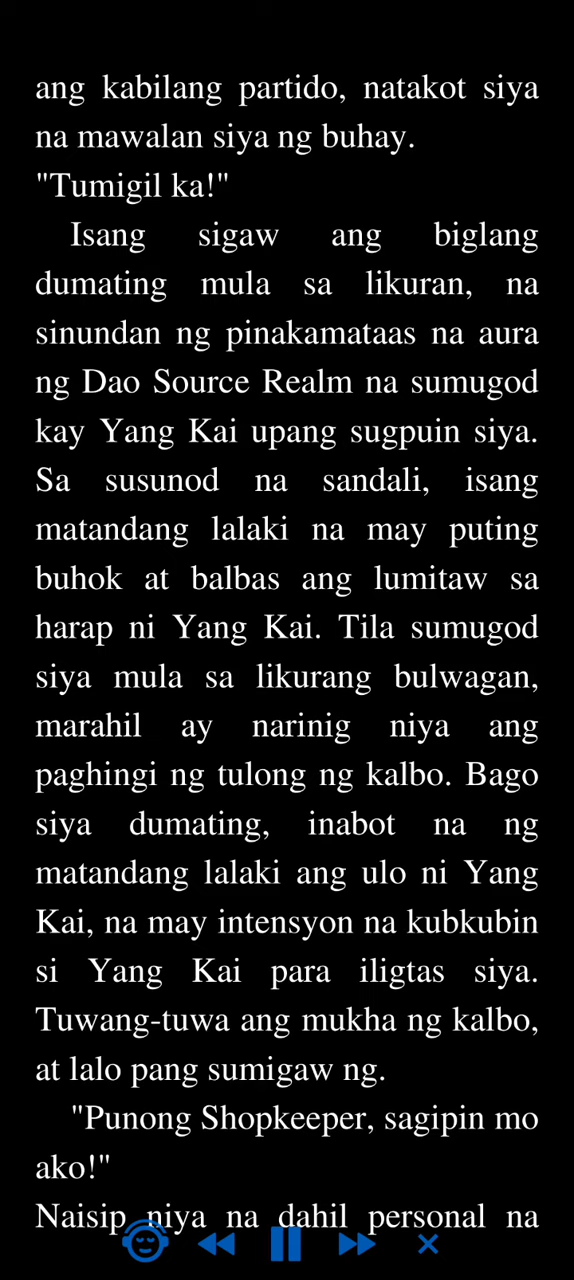 ang kabilang partido, natakot siya
na mawalan siya ng buhay.
"Tumigil ka!"
Isang sigaw ang biglang
dumating mula sa likuran, na
sinundan ng pinakamataas na aura
ng Dao Source Realm na sumugod
kay Yang Kai upang sugpuin siya.
Sa susunod na sandali, isang
matandang lalaki na may puting
buhok at balbas ang lumitaw sa
harap ni Yang Kai. Tila sumugod
siya mula sa likurang bulwagan,
marahil ay narinig niya ang
paghingi ng tulong ng kalbo. Bago
siya dumating, inabot na ng
matandang lalaki ang ulo ni Yang
Kai, na may intensyon na kubkubin
si Yang Kai para iligtas siya.
Tuwang-tuwa ang mukha ng kalbo,
at lalo pang sumigaw ng.
"Punong Shopkeeper, sagipin mo
ako!"
Naisip niya na dahil personal na